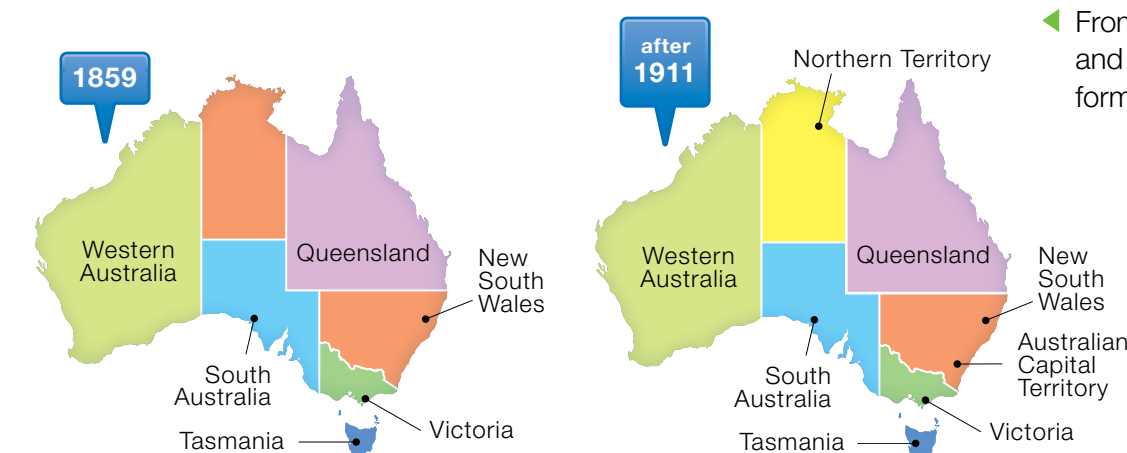 1859
Western
Australia
Queensland
New
South
Wales
South
Australia
Tasmania
Victoria
after
1911
Northern Territory
Western
Australia
Queensland
New
South
Wales
Australian
Capital
Territory
South
Australia
Tasmania
Victoria
and
form